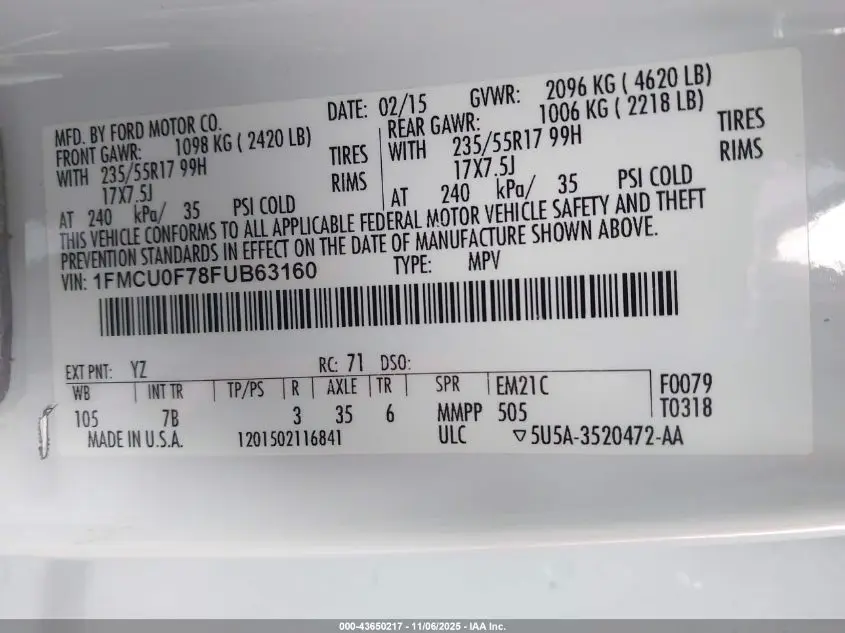 MFD. BY FORD MOTOR CO. DATE: 02/15 GVWR: 2096 KG ( 4620 LB)
FRONT GAWR: 1098 KG ( 2420 LB) REAR GAWR: 1006 KG ( 2218 LB)
WITH 235/55R17 99H TIRES WITH 235/55R17 99H TIRES
17X7.5J RIMS 17X7.5J RIMS
AT 240 kPa/ 35 PSI COLD AT 240 kPa/ 35 PSI COLD
THIS VEHICLE CONFORMS TO ALL APPLICABLE FEDERAL MOTOR VEHICLE SAFETY AND THEFT
PREVENTION STANDARDS IN EFFECT ON THE DATE OF MANUFACTURE SHOWN ABOVE.
VIN: 1FMCU0F78FUB63160 TYPE: MPV
EXT PNT: YZ RC: 71 DSO:
WB INT TR TP/PS R AXLE TR SPR EM21C F0079
105 7B 3 35 6 MMPP 505 T0318
MADE IN U.S.A. 1201502116841 ULC ▽5U5A-3520472-AA
000-43650217 - 11/06/2025 - IAA Inc.